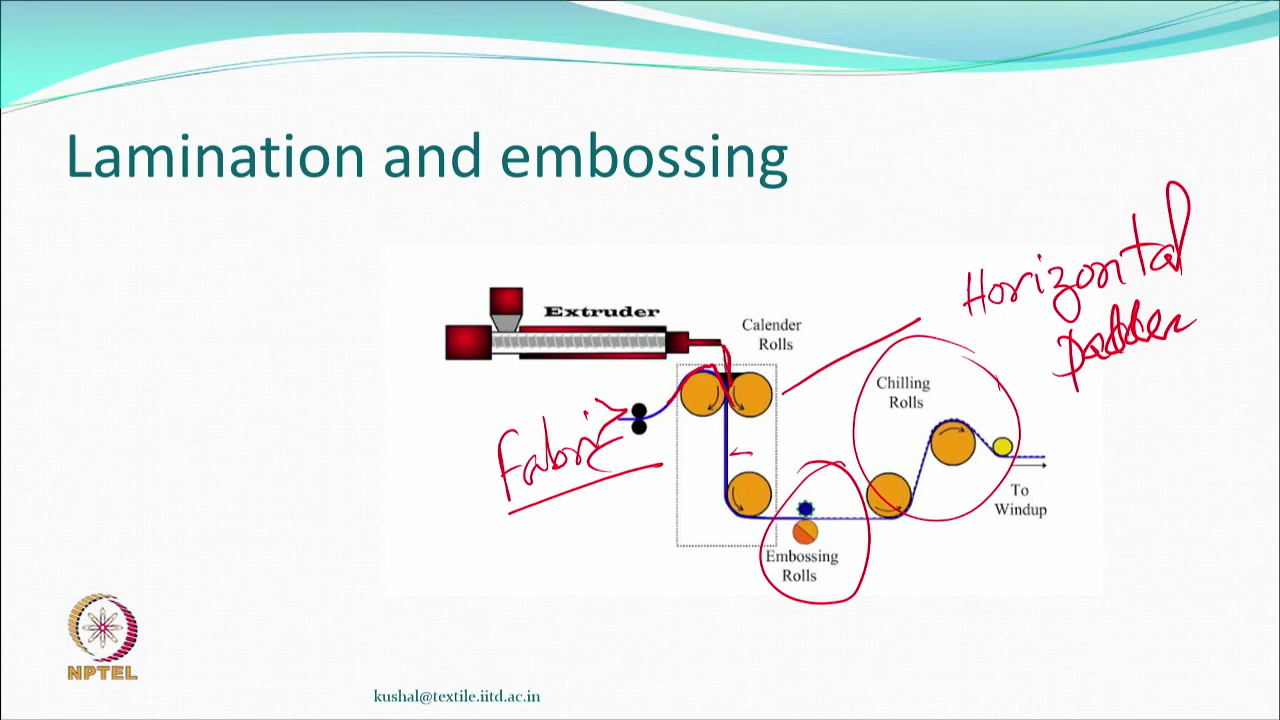 Lamination and embossing
Horizontal
padder
Extruder
Calender
Rolls
Chilling
Rolls
Fabric
To
Windup
Embossing
Rolls
NPTEL
kushal@textile.iitd.ac.in